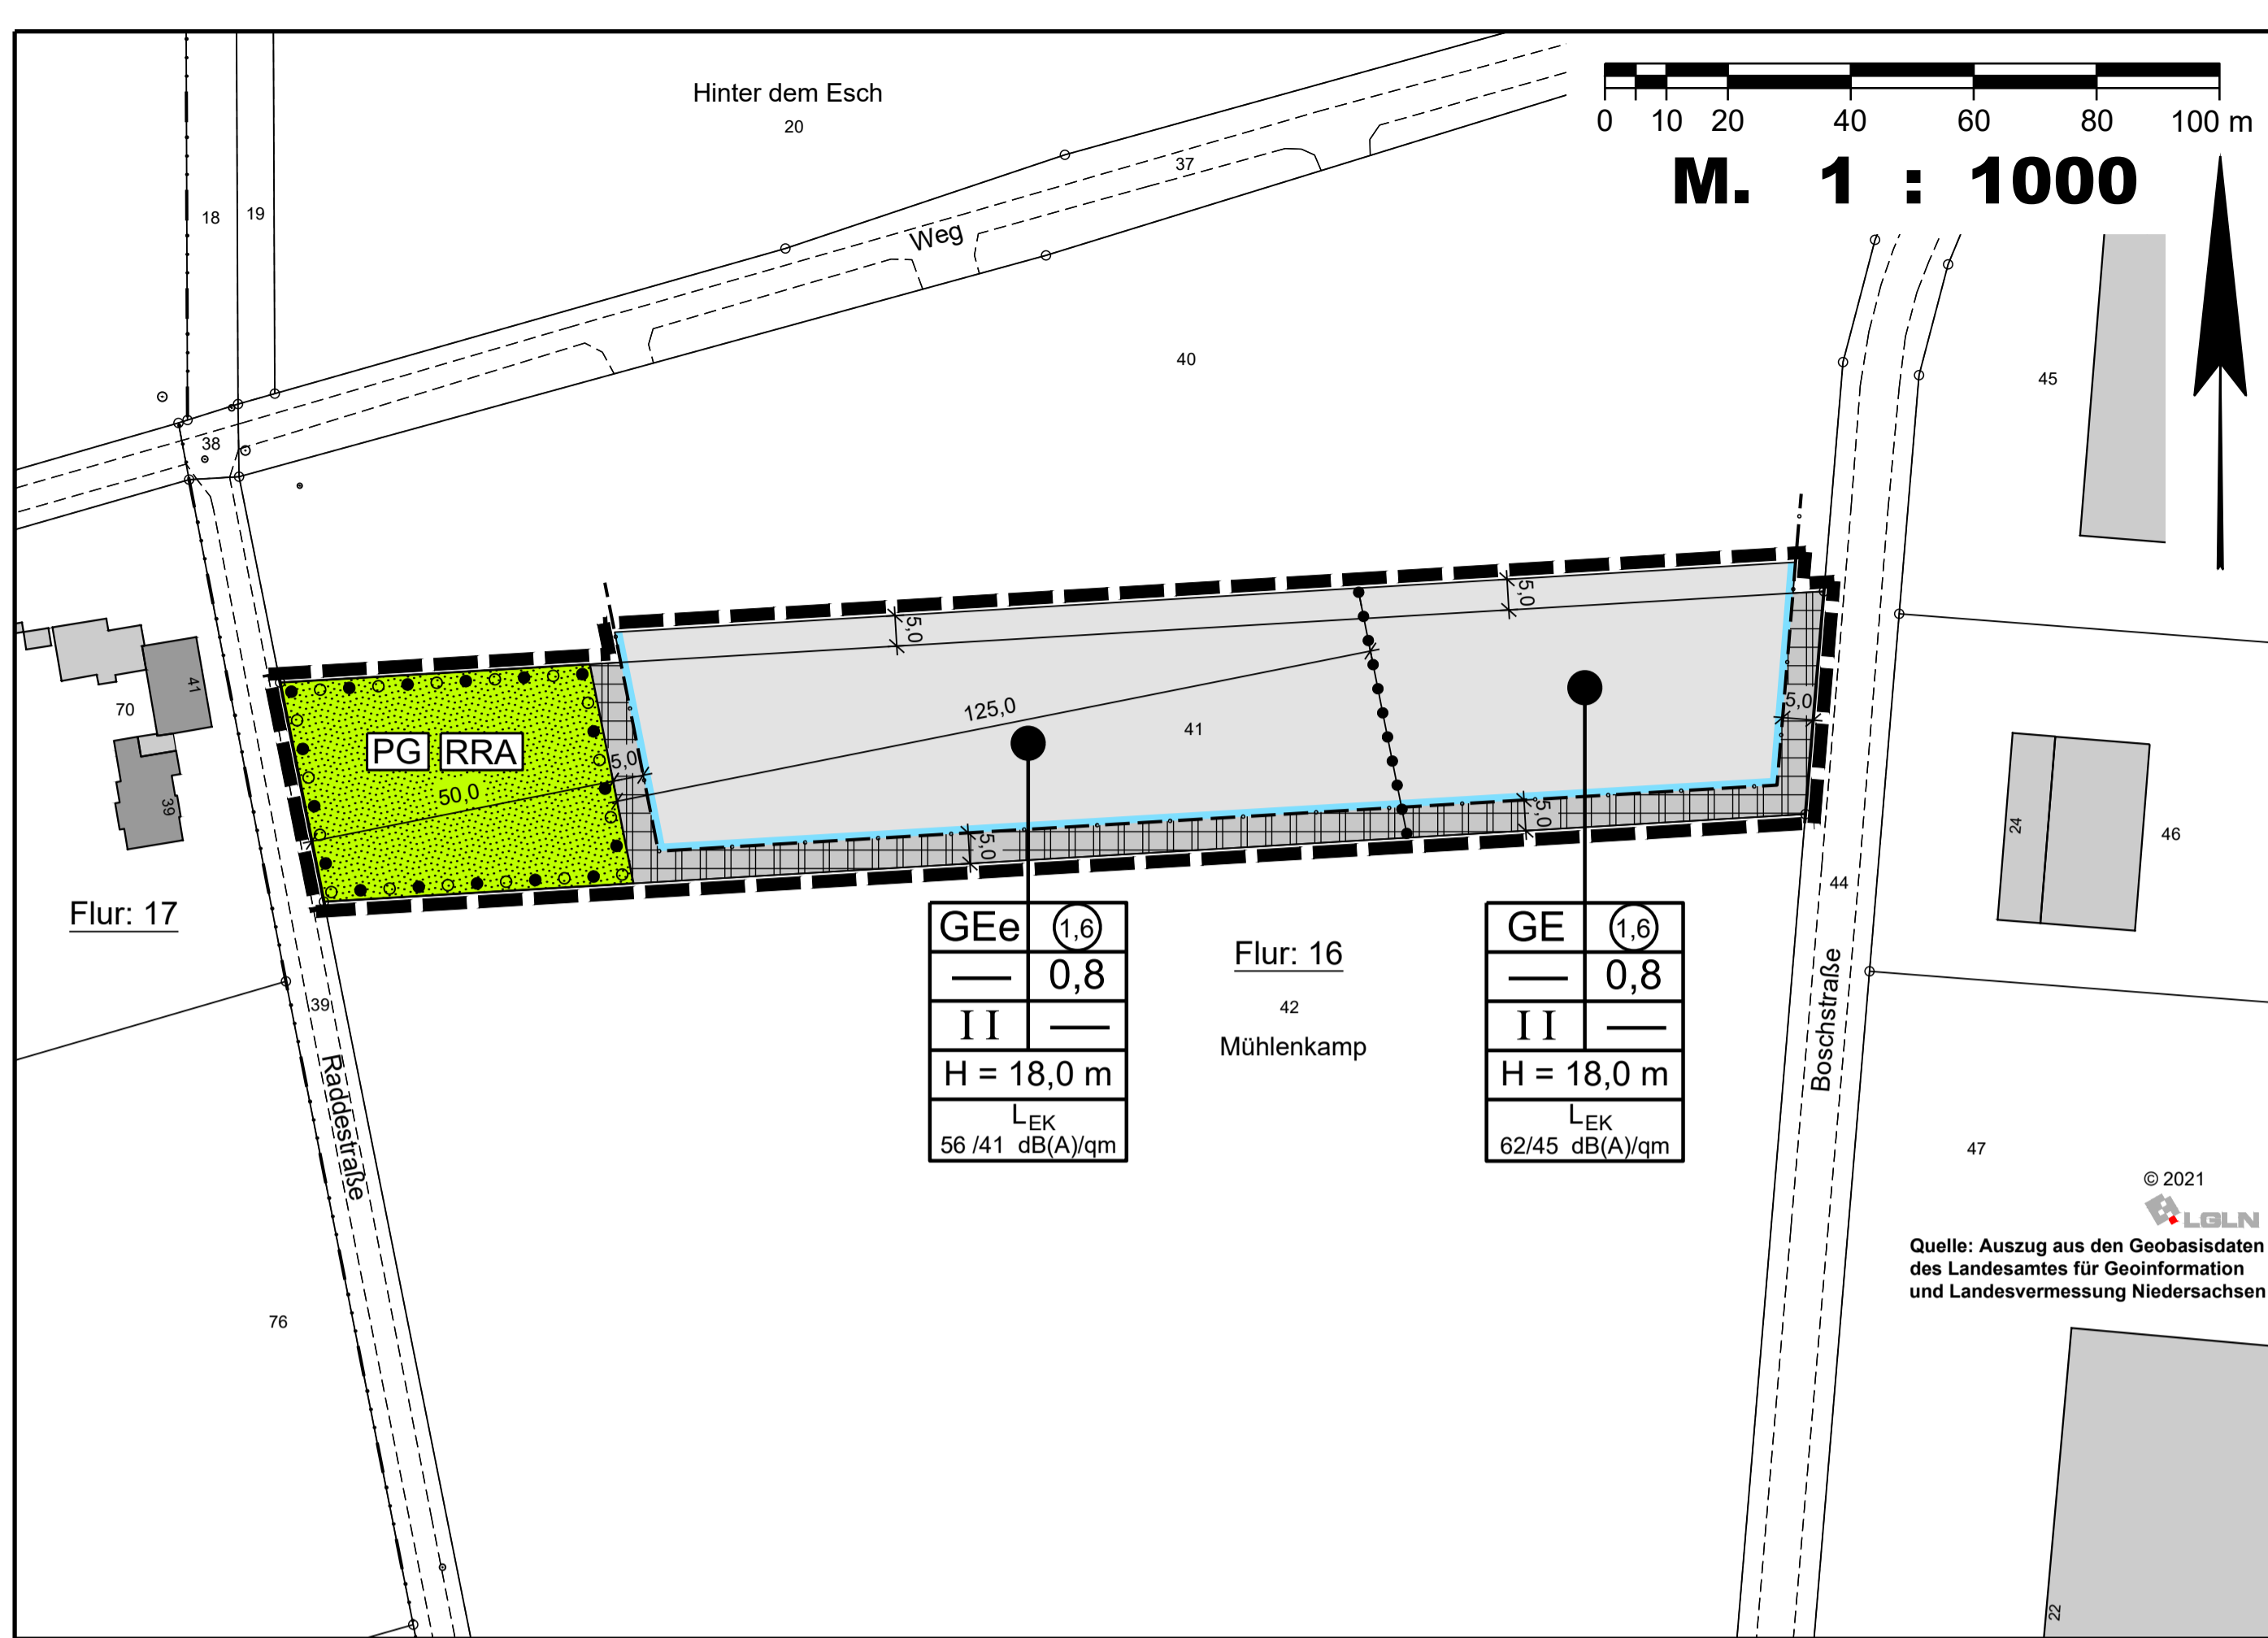 Hinter dem Esch
20
0 10 20 40 60 80 100 m
M. 1 : 1000
37
18
19
Weg
40
45
38
5,0
5,0
41
70
125,0
41
5,0
PG RRA
5,0
50,0
39
5,0
5,0
24
46
Flur: 17
44
GEe 1,6
— 0,8
II —
H = 18,0 m
LEK
56 /41 dB(A)/qm
Flur: 16
42
Mühlenkamp
GE 1,6
— 0,8
II —
H = 18,0 m
LEK
62/45 dB(A)/qm
39
Raddestraße
Boschstraße
47
© 2021
LGLN
Quelle: Auszug aus den Geobasisdaten
des Landesamtes für Geoinformation
und Landesvermessung Niedersachsen
76
22